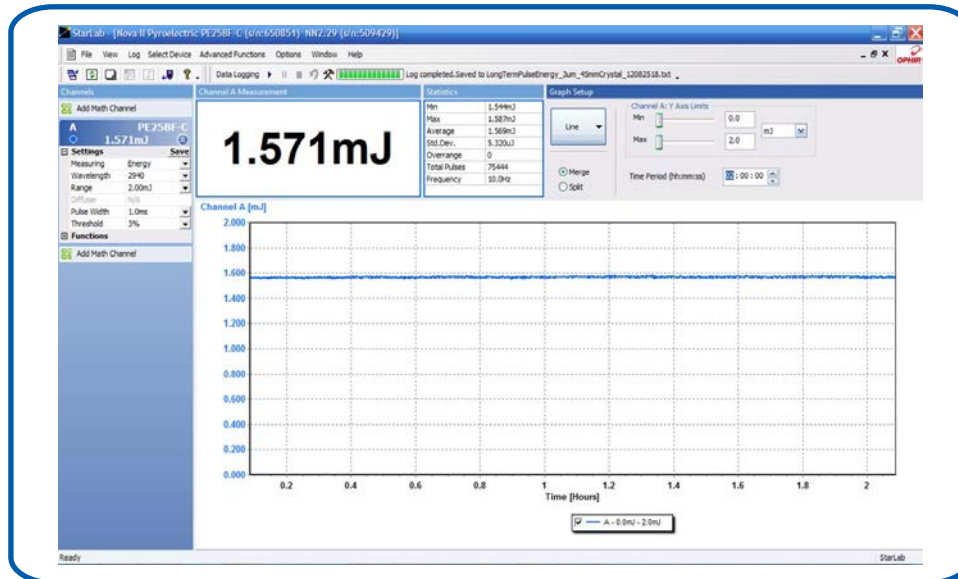 StarLab - [Nova II Pyroelectric PE25BF-C (s/n:650851) NN2:29 (s/n:509429)]
File View Log Select Device Advanced Functions Options Window Help
OPHIR
Data Logging Log completed.Saved to LongTermPulseEnergy_3um_45mmCrystal_12082518.txt
Channels
Add Math Channel
A PE25BF-C
1.571mJ
Settings Save
Measuring Energy
Wavelength 2940
Range 2.00mJ
Diffuser N/A
Pulse Width 1.0ms
Threshold 3%
Functions
Add Math Channel
Channel A Measurement
1.571mJ
Statistics
Min 1.544mJ
Max 1.587mJ
Average 1.569mJ
Std.Dev. 5.320uJ
Overrange 0
Total Pulses 75444
Frequency 10.0Hz
Graph Setup
Line
Merge
Split
Channel A: Y Axis Limits
Min 0.0
Max 2.0
mJ
Time Period (hh:mm:ss) :00:00
Channel A [mJ]
2.000
1.800
1.600
1.400
1.200
1.000
0.800
0.600
0.400
0.200
0.000
0.2 0.4 0.6 0.8 1 1.2 1.4 1.6 1.8 2
Time [Hours]
A - 0.0mJ - 2.0mJ
Ready StarLab